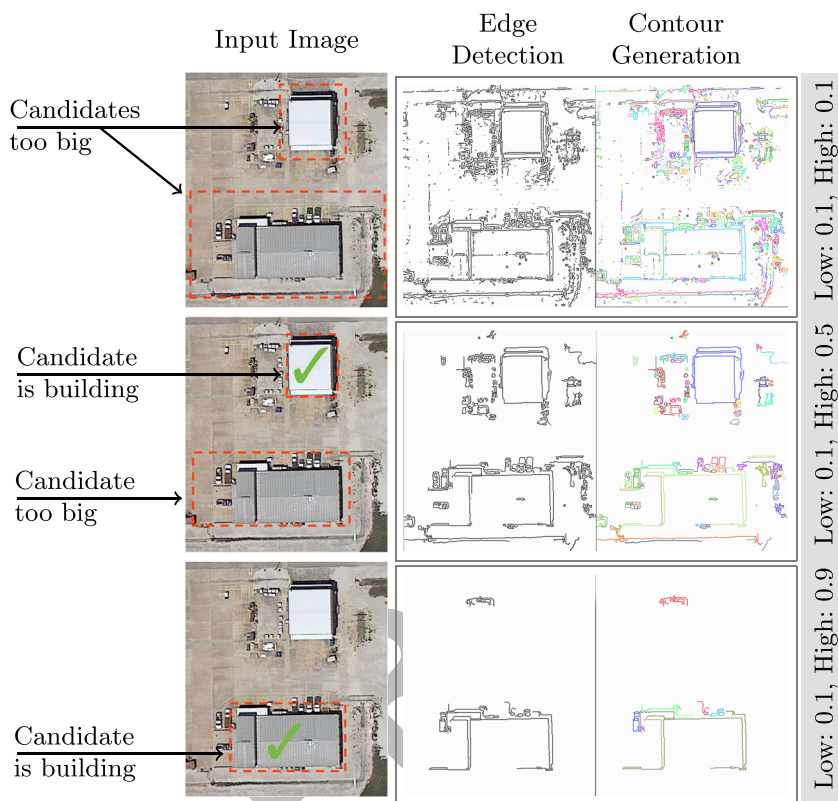 Input Image
Edge
Detection
Contour
Generation
Candidates
too big
Low: 0.1, High: 0.1
Candidate
is building
Candidate
too big
Low: 0.1, High: 0.5
Candidate
is building
Low: 0.1, High: 0.9